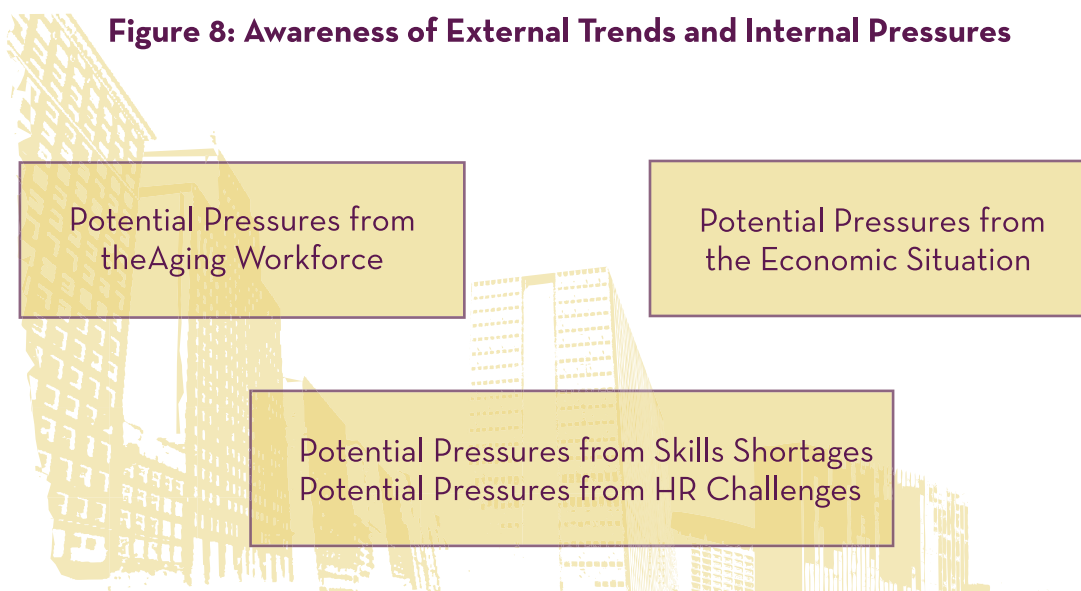 Figure 8: Awareness of External Trends and Internal Pressures
Potential Pressures from
theAging Workforce
Potential Pressures from
the Economic Situation
Potential Pressures from Skills Shortages
Potential Pressures from HR Challenges